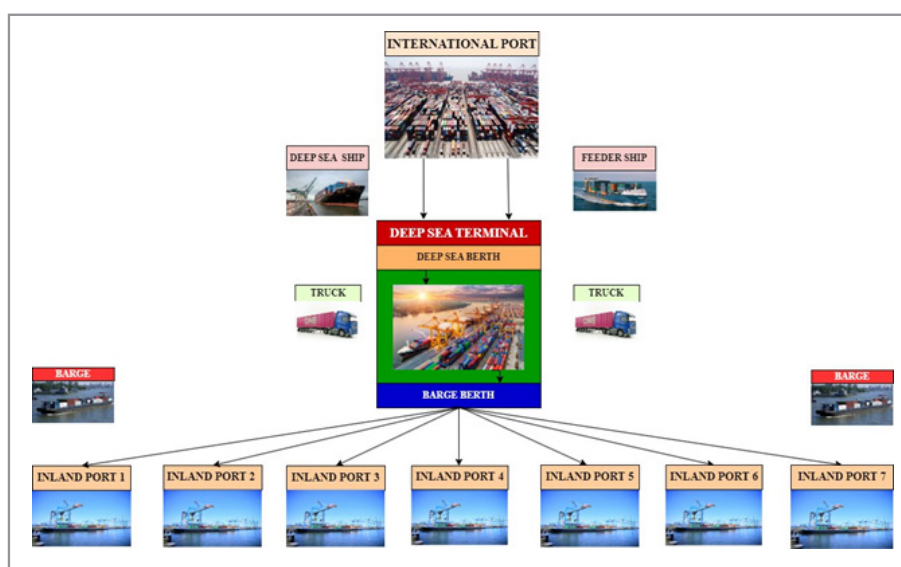 INTERNATIONAL PORT
DEEP SEA SHIP
FEEDER SHIP
DEEP SEA TERMINAL
DEEP SEA BERTH
TRUCK
TRUCK
BARGE
BARGE
BARGE BERTH
INLAND PORT 1
INLAND PORT 2
INLAND PORT 3
INLAND PORT 4
INLAND PORT 5
INLAND PORT 6
INLAND PORT 7